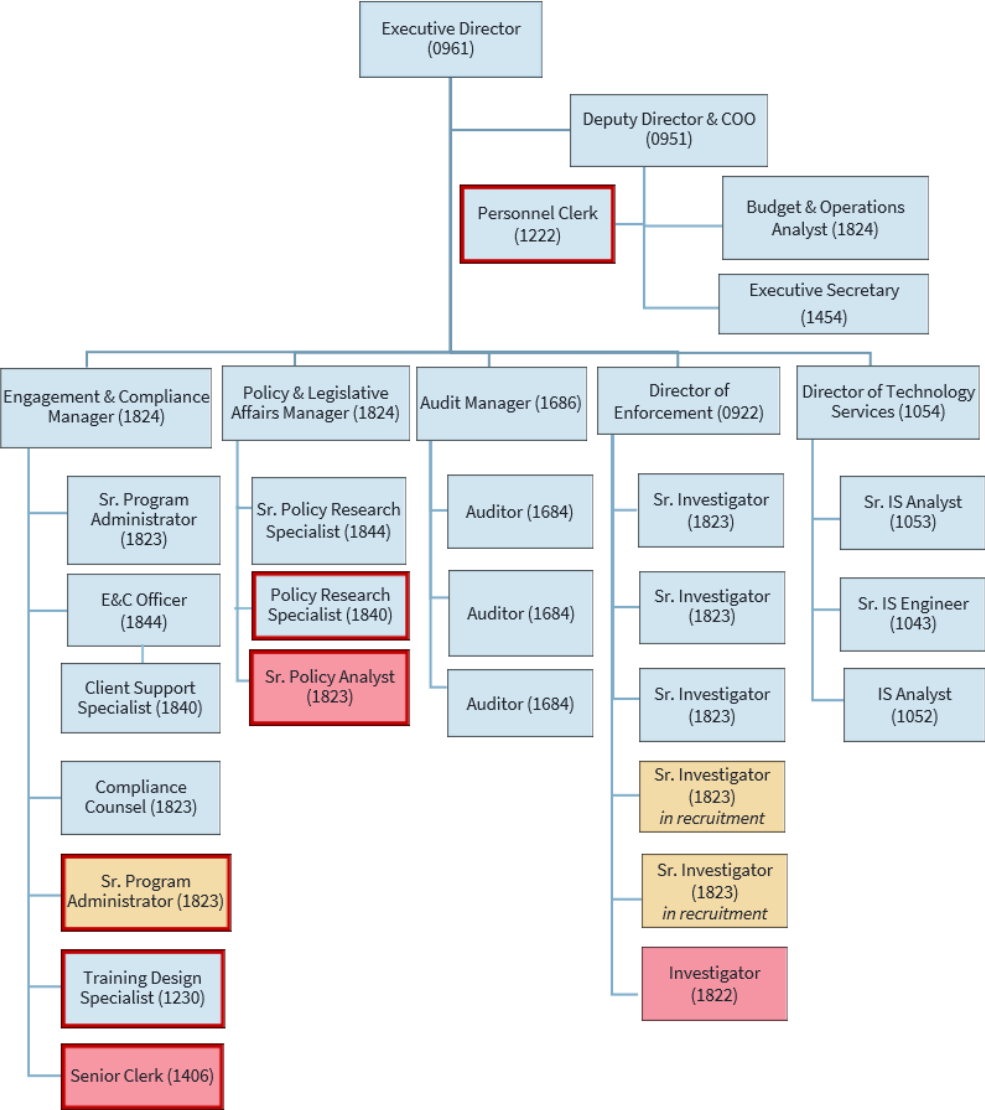 Executive Director
(0961)
Deputy Director & COO
(0951)
Personnel Clerk
(1222)
Budget & Operations
Analyst (1824)
Executive Secretary
(1454)
Engagement & Compliance
Manager (1824)
Sr. Program
Administrator
(1823)
E&C Officer
(1844)
Client Support
Specialist (1840)
Compliance
Counsel (1823)
Sr. Program
Administrator (1823)
Training Design
Specialist (1230)
Senior Clerk (1406)
Policy & Legislative
Affairs Manager (1824)
Sr. Policy Research
Specialist (1844)
Policy Research
Specialist (1840)
Sr. Policy Analyst
(1823)
Audit Manager (1686)
Auditor (1684)
Auditor (1684)
Auditor (1684)
Director of
Enforcement (0922)
Sr. Investigator
(1823)
Sr. Investigator
(1823)
Sr. Investigator
(1823)
Sr. Investigator
(1823)
in recruitment
Sr. Investigator
(1823)
in recruitment
Investigator
(1822)
Director of Technology
Services (1054)
Sr. IS Analyst
(1053)
Sr. IS Engineer
(1043)
IS Analyst
(1052)